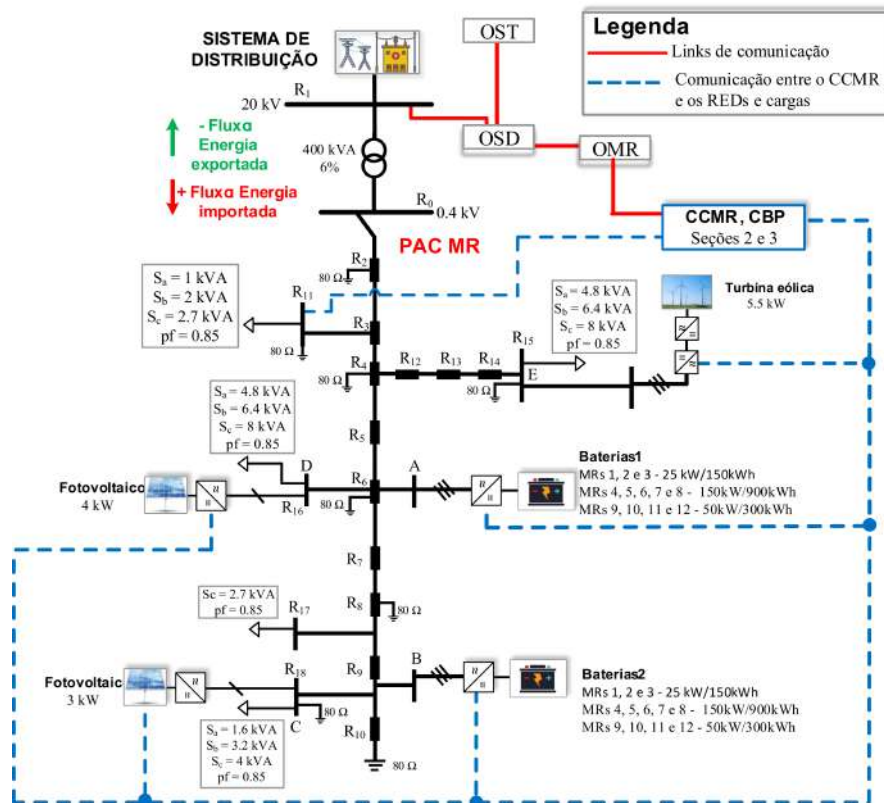 SISTEMA DE
DISTRIBUIÇÃO
OST
Legenda
Links de comunicação
Comunicação entre o CCMR
e os REDs e cargas
R₁
20 kV
- Fluxo
Energia
exportada
+ Fluxo Energia
importada
400 kVA
6%
OSD
OMR
R₀
0.4 kV
PAC MR
CCMR, CBP
Seções 2 e 3
R₂
80 Ω
Sₐ = 1 kVA
S_b = 2 kVA
S_c = 2.7 kVA
pf = 0.85
R₁₁
80 Ω
R₃
Sₐ = 4.8 kVA
S_b = 6.4 kVA
S_c = 8 kVA
pf = 0.85
Turbina eólica
5.5 kW
R₄
80 Ω
R₁₂
R₁₃
R₁₄
R₁₅
E
80 Ω
Sₐ = 4.8 kVA
S_b = 6.4 kVA
S_c = 8 kVA
pf = 0.85
R₅
Fotovoltaico
4 kW
D
R₁₆
R₆
80 Ω
A
Baterias1
MRs 1, 2 e 3 - 25 kW/150kWh
MRs 4, 5, 6, 7 e 8 - 150kW/900kWh
MRs 9, 10, 11 e 12 - 50kW/300kWh
R₇
Sc = 2.7 kVA
pf = 0.85
R₁₇
R₈
80 Ω
Fotovoltaic
3 kW
R₁₈
C
80 Ω
R₉
B
Baterias2
MRs 1, 2 e 3 - 25 kW/150kWh
MRs 4, 5, 6, 7 e 8 - 150kW/900kWh
MRs 9, 10, 11 e 12 - 50kW/300kWh
Sₐ = 1.6 kVA
S_b = 3.2 kVA
S_c = 4 kVA
pf = 0.85
R₁₀
80 Ω